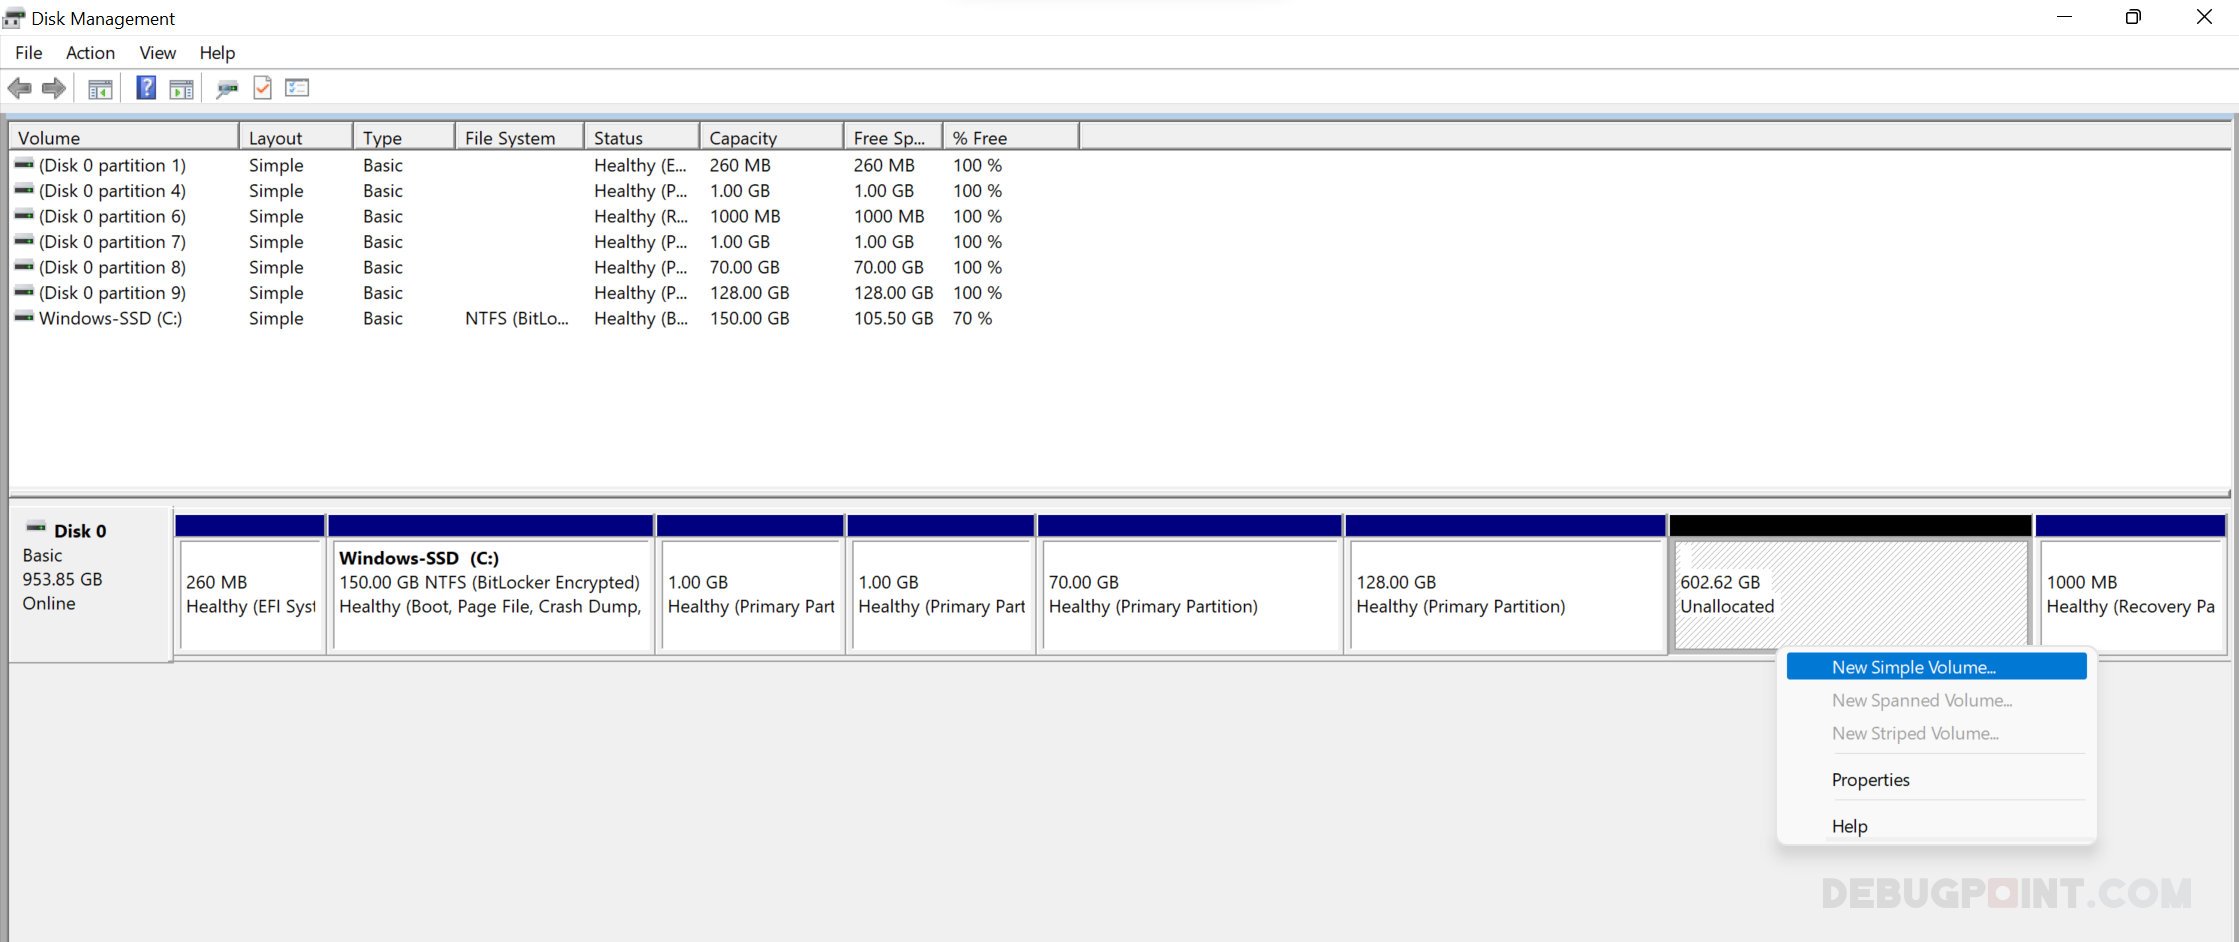 Disk Management
File Action View Help
Volume Layout Type File System Status Capacity Free Sp... % Free
(Disk 0 partition 1) Simple Basic Healthy (E... 260 MB 260 MB 100 %
(Disk 0 partition 4) Simple Basic Healthy (P... 1.00 GB 1.00 GB 100 %
(Disk 0 partition 6) Simple Basic Healthy (R... 1000 MB 1000 MB 100 %
(Disk 0 partition 7) Simple Basic Healthy (P... 1.00 GB 1.00 GB 100 %
(Disk 0 partition 8) Simple Basic Healthy (P... 70.00 GB 70.00 GB 100 %
(Disk 0 partition 9) Simple Basic Healthy (P... 128.00 GB 128.00 GB 100 %
Windows-SSD (C:) Simple Basic NTFS (BitLo... Healthy (B... 150.00 GB 105.50 GB 70 %
Disk 0
Basic
953.85 GB
Online
260 MB
Healthy (EFI Syst
Windows-SSD (C:)
150.00 GB NTFS (BitLocker Encrypted)
Healthy (Boot, Page File, Crash Dump,
1.00 GB
Healthy (Primary Part
1.00 GB
Healthy (Primary Part
70.00 GB
Healthy (Primary Partition)
128.00 GB
Healthy (Primary Partition)
602.62 GB
Unallocated
1000 MB
Healthy (Recovery Pa
New Simple Volume...
New Spanned Volume...
New Striped Volume...
Properties
Help
DEBUGPOINT.COM